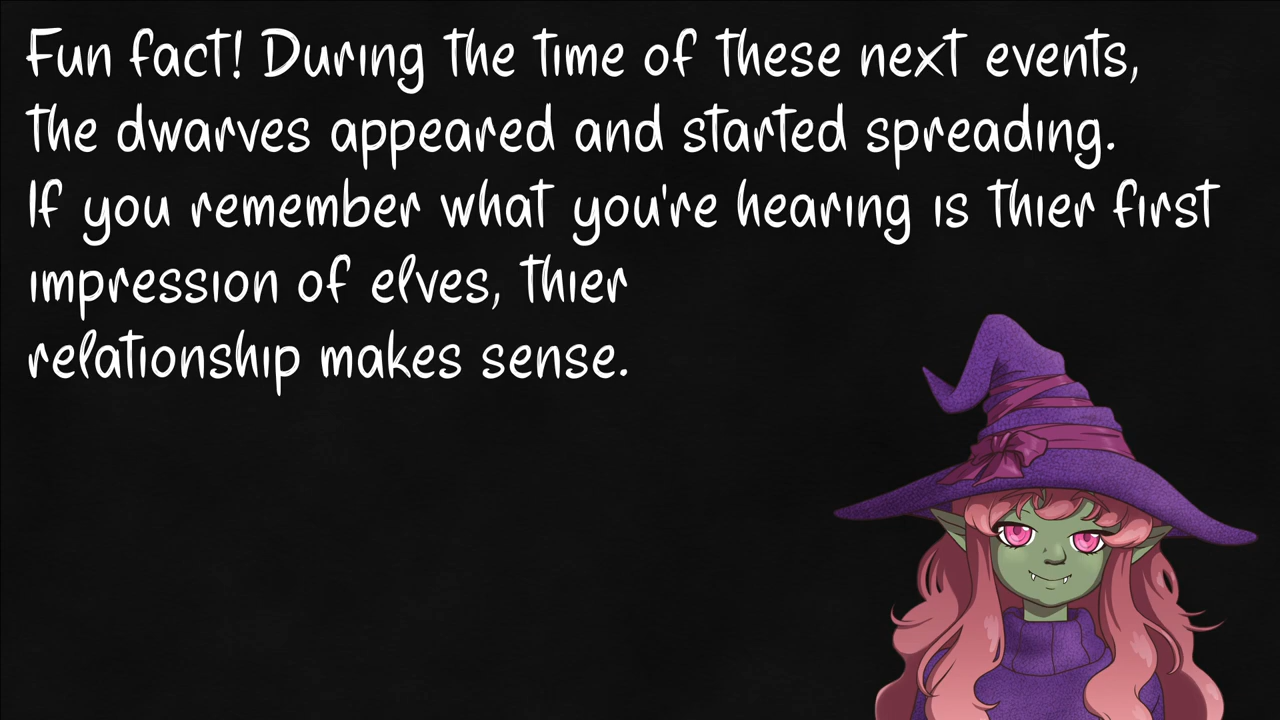 Fun fact! During the time of these next events,
the dwarves appeared and started spreading.
If you remember what you're hearing is thier first
impression of elves, thier
relationship makes sense.